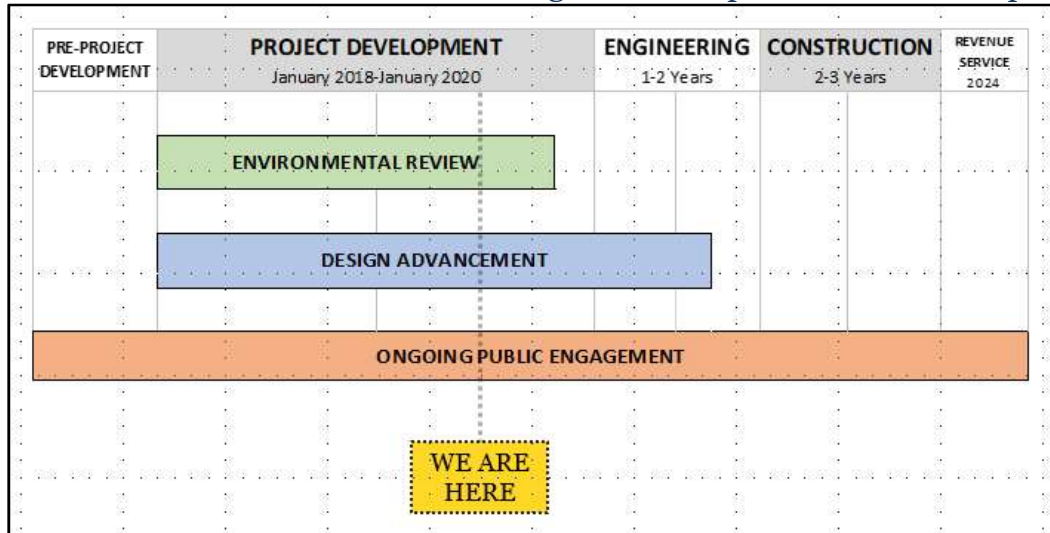 PRE-PROJECT
DEVELOPMENT
PROJECT DEVELOPMENT
January 2018-January 2020
ENGINEERING
1-2 Years
CONSTRUCTION
2-3 Years
REVENUE
SERVICE
2024
ENVIRONMENTAL REVIEW
DESIGN ADVANCEMENT
ONGOING PUBLIC ENGAGEMENT
WE ARE
HERE